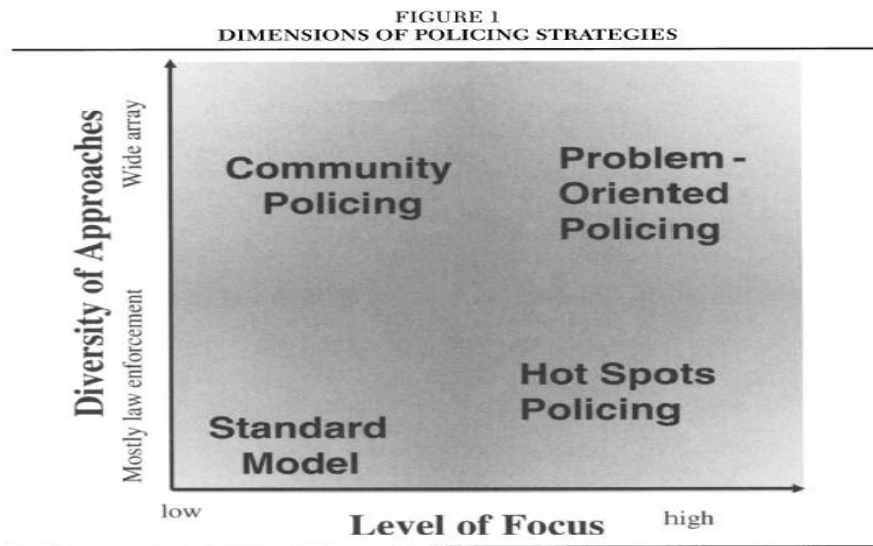 FIGURE 1
DIMENSIONS OF POLICING STRATEGIES
Diversity of Approaches
Wide array
Mostly law enforcement
Community
Policing
Problem -
Oriented
Policing
Hot Spots
Policing
Standard
Model
low
high
Level of Focus